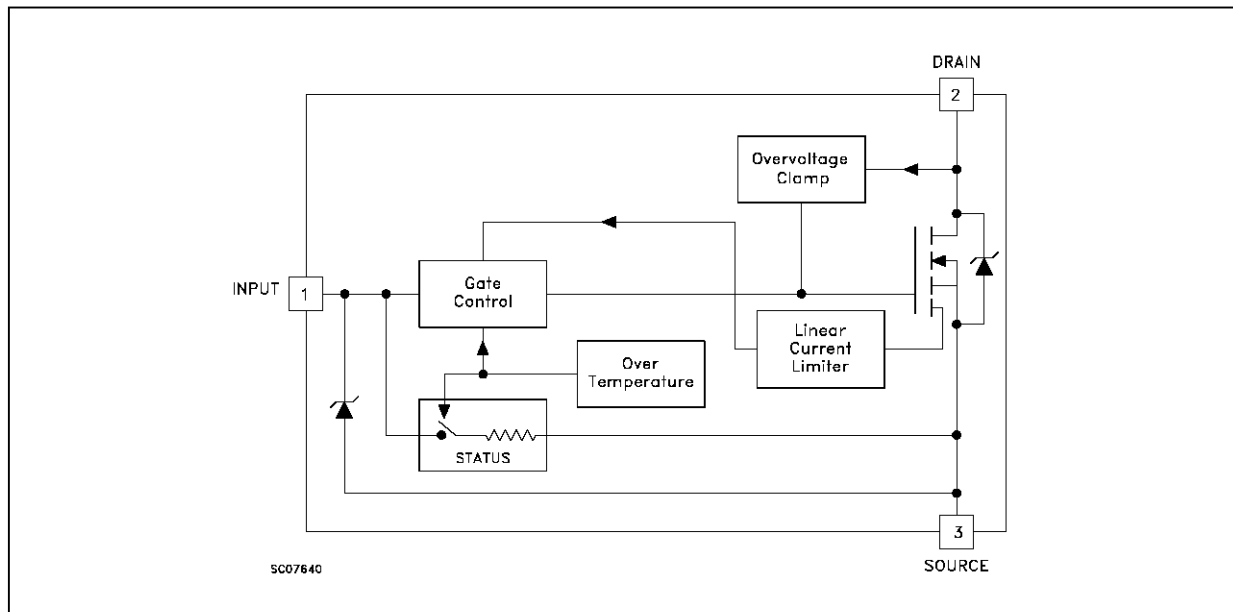 DRAIN
2
Overvoltage
Clamp
INPUT
1
Gate
Control
Linear
Current
Limiter
Over
Temperature
STATUS
3
SOURCE
SC07640